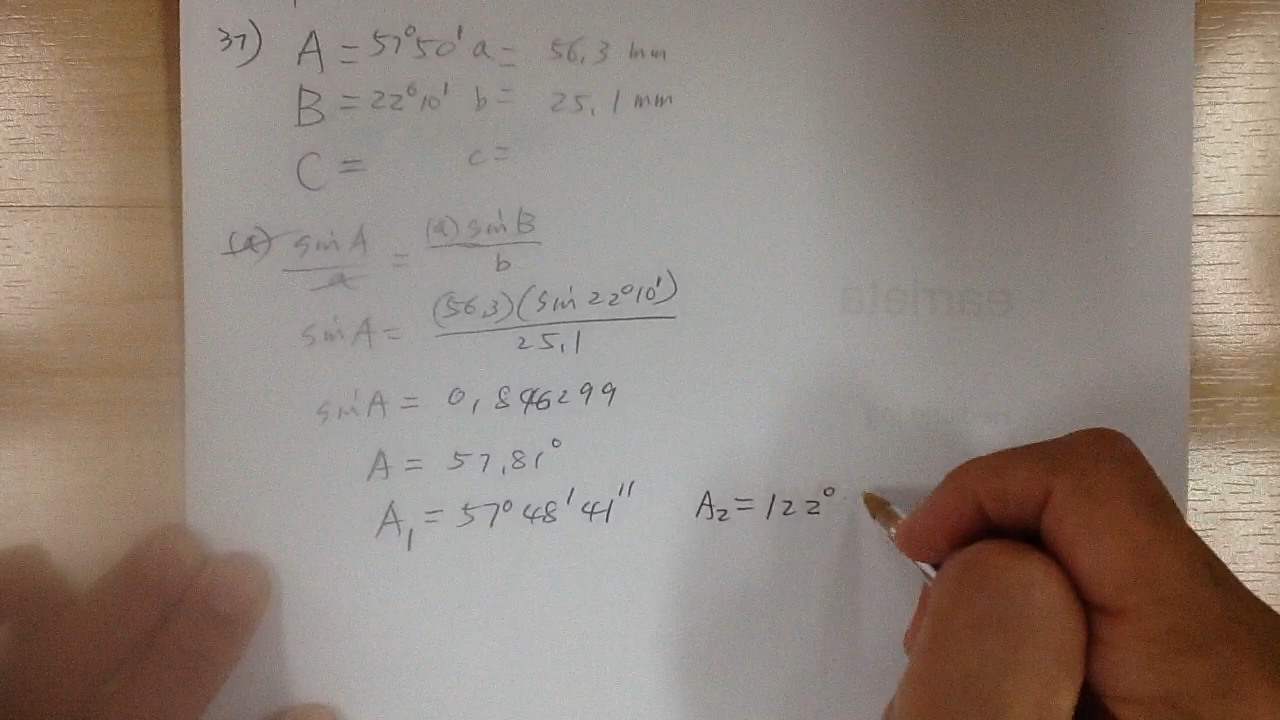 37) A = 57°50' a = 56,3 mm
B = 22°10' b = 25,1 mm
C = c =
(a) sin A / a = (a) sin B / b
sin A = (56,3)(sin 22°10') / 25,1
sin A = 0,846299
A = 57,81°
A₁ = 57°48'41" A₂ = 122°
earrieta